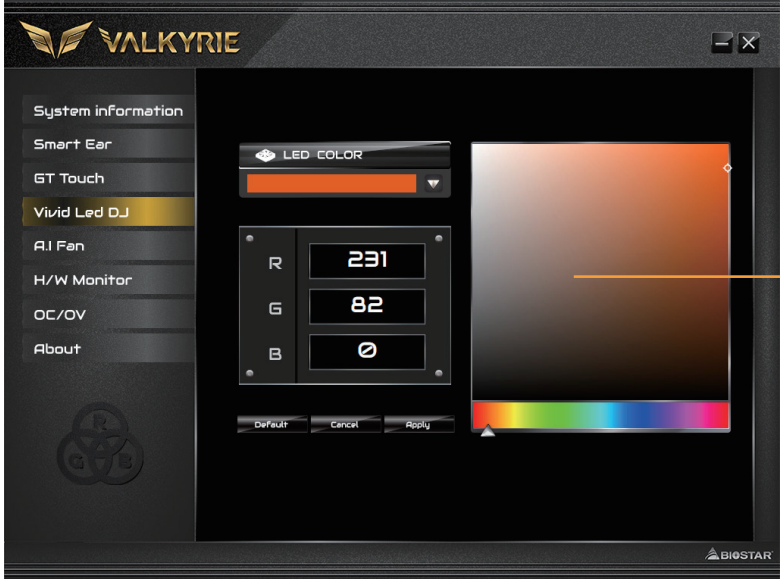 VALKYRIE
System information
Smart Ear
GT Touch
Vivid Led DJ
A.I Fan
H/W Monitor
OC/OV
About
R
G B
LED COLOR
R 231
G 82
B 0
Default Cancel Apply
BIOSTAR